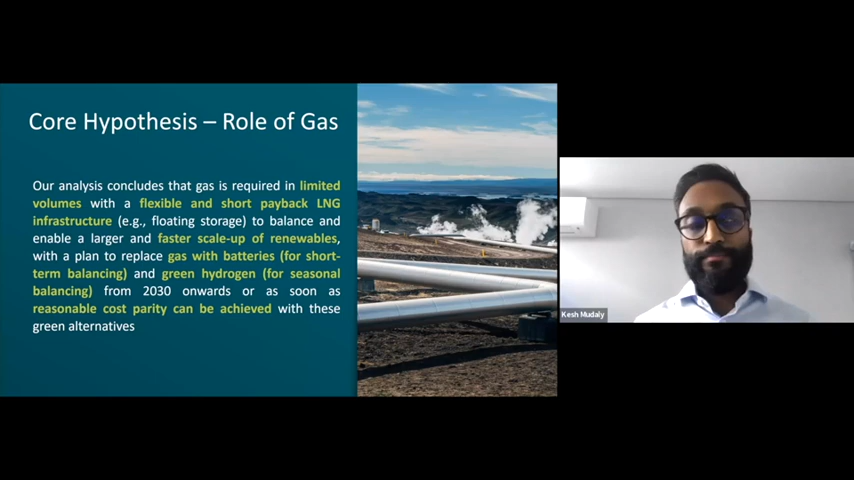 Core Hypothesis – Role of Gas
Our analysis concludes that gas is required in limited
volumes with a flexible and short payback LNG
infrastructure (e.g., floating storage) to balance and
enable a larger and faster scale-up of renewables,
with a plan to replace gas with batteries (for short-
term balancing) and green hydrogen (for seasonal
balancing) from 2030 onwards or as soon as
reasonable cost parity can be achieved with these
green alternatives
Kesh Mudaly